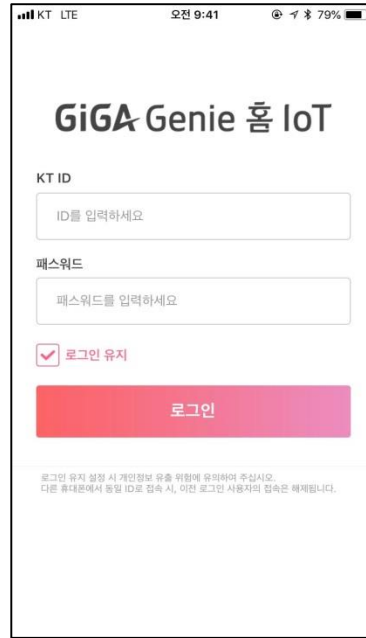 KT LTE 오전 9:41 79%
GiGA Genie 홈 IoT
KT ID
ID를 입력하세요
패스워드
패스워드를 입력하세요
로그인 유지
로그인
로그인 유지 설정 시 개인정보 유출 위험에 유의하여 주십시오.
다른 휴대폰에서 동일 ID로 접속 시, 이전 로그인 사용자의 접속은 해제됩니다.